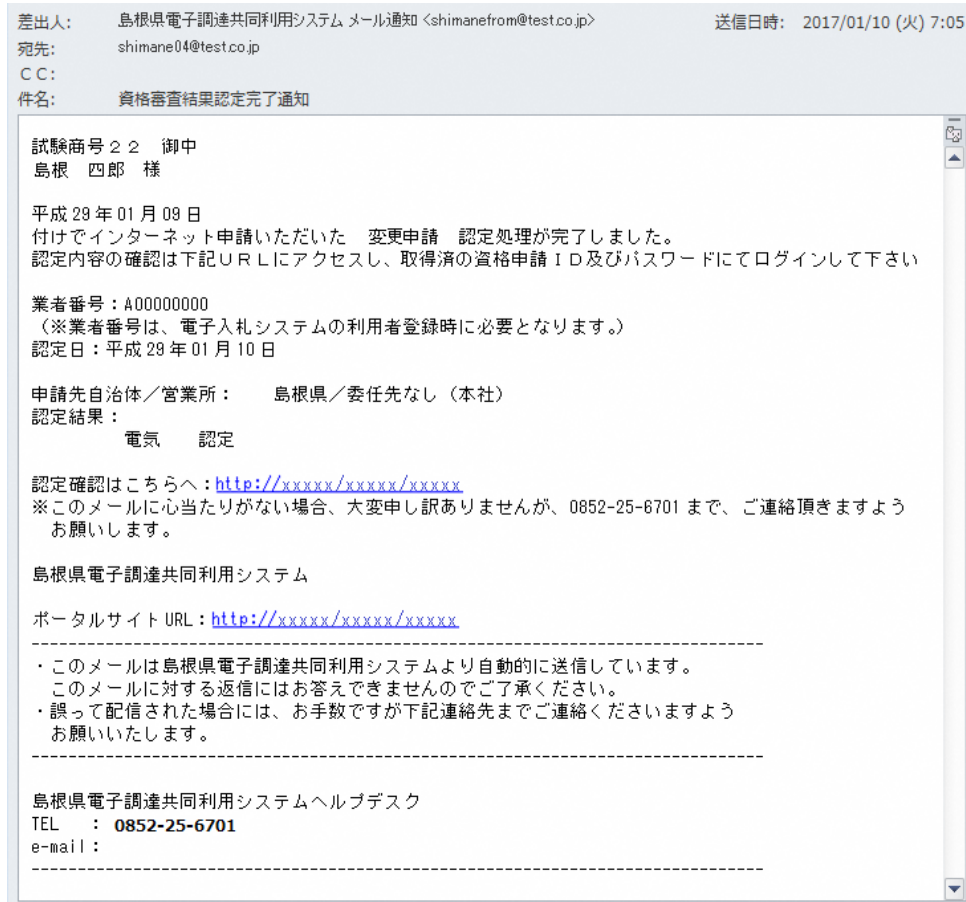 差出人: 島根県電子調達共同利用システム メール通知 <shimanefrom@test.co.jp> 送信日時: 2017/01/10 (火) 7:05
宛先: shimane04@test.co.jp
CC:
件名: 資格審査結果認定完了通知
試験商号２２ 御中
島根 四郎 様
平成 29 年 01 月 09 日
付けでインターネット申請いただいた 変更申請 認定処理が完了しました。
認定内容の確認は下記ＵＲＬにアクセスし、取得済の資格申請ＩＤ及びパスワードにてログインして下さい
業者番号：A00000000
（※業者番号は、電子入札システムの利用者登録時に必要となります。）
認定日：平成 29 年 01 月 10 日
申請先自治体／営業所： 島根県／委任先なし（本社）
認定結果：
電気 認定
認定確認はこちらへ：http://xxxxx/xxxxx/xxxxx
※このメールに心当たりがない場合、大変申し訳ありませんが、0852-25-6701 まで、ご連絡頂きますよう
お願いします。
島根県電子調達共同利用システム
ポータルサイト URL：http://xxxxx/xxxxx/xxxxx
--------------------------------------------------------------------------------
・このメールは島根県電子調達共同利用システムより自動的に送信しています。
このメールに対する返信にはお答えできませんのでご了承ください。
・誤って配信された場合には、お手数ですが下記連絡先までご連絡くださいますよう
お願いいたします。
--------------------------------------------------------------------------------
島根県電子調達共同利用システムヘルプデスク
TEL ： 0852-25-6701
e-mail：
--------------------------------------------------------------------------------